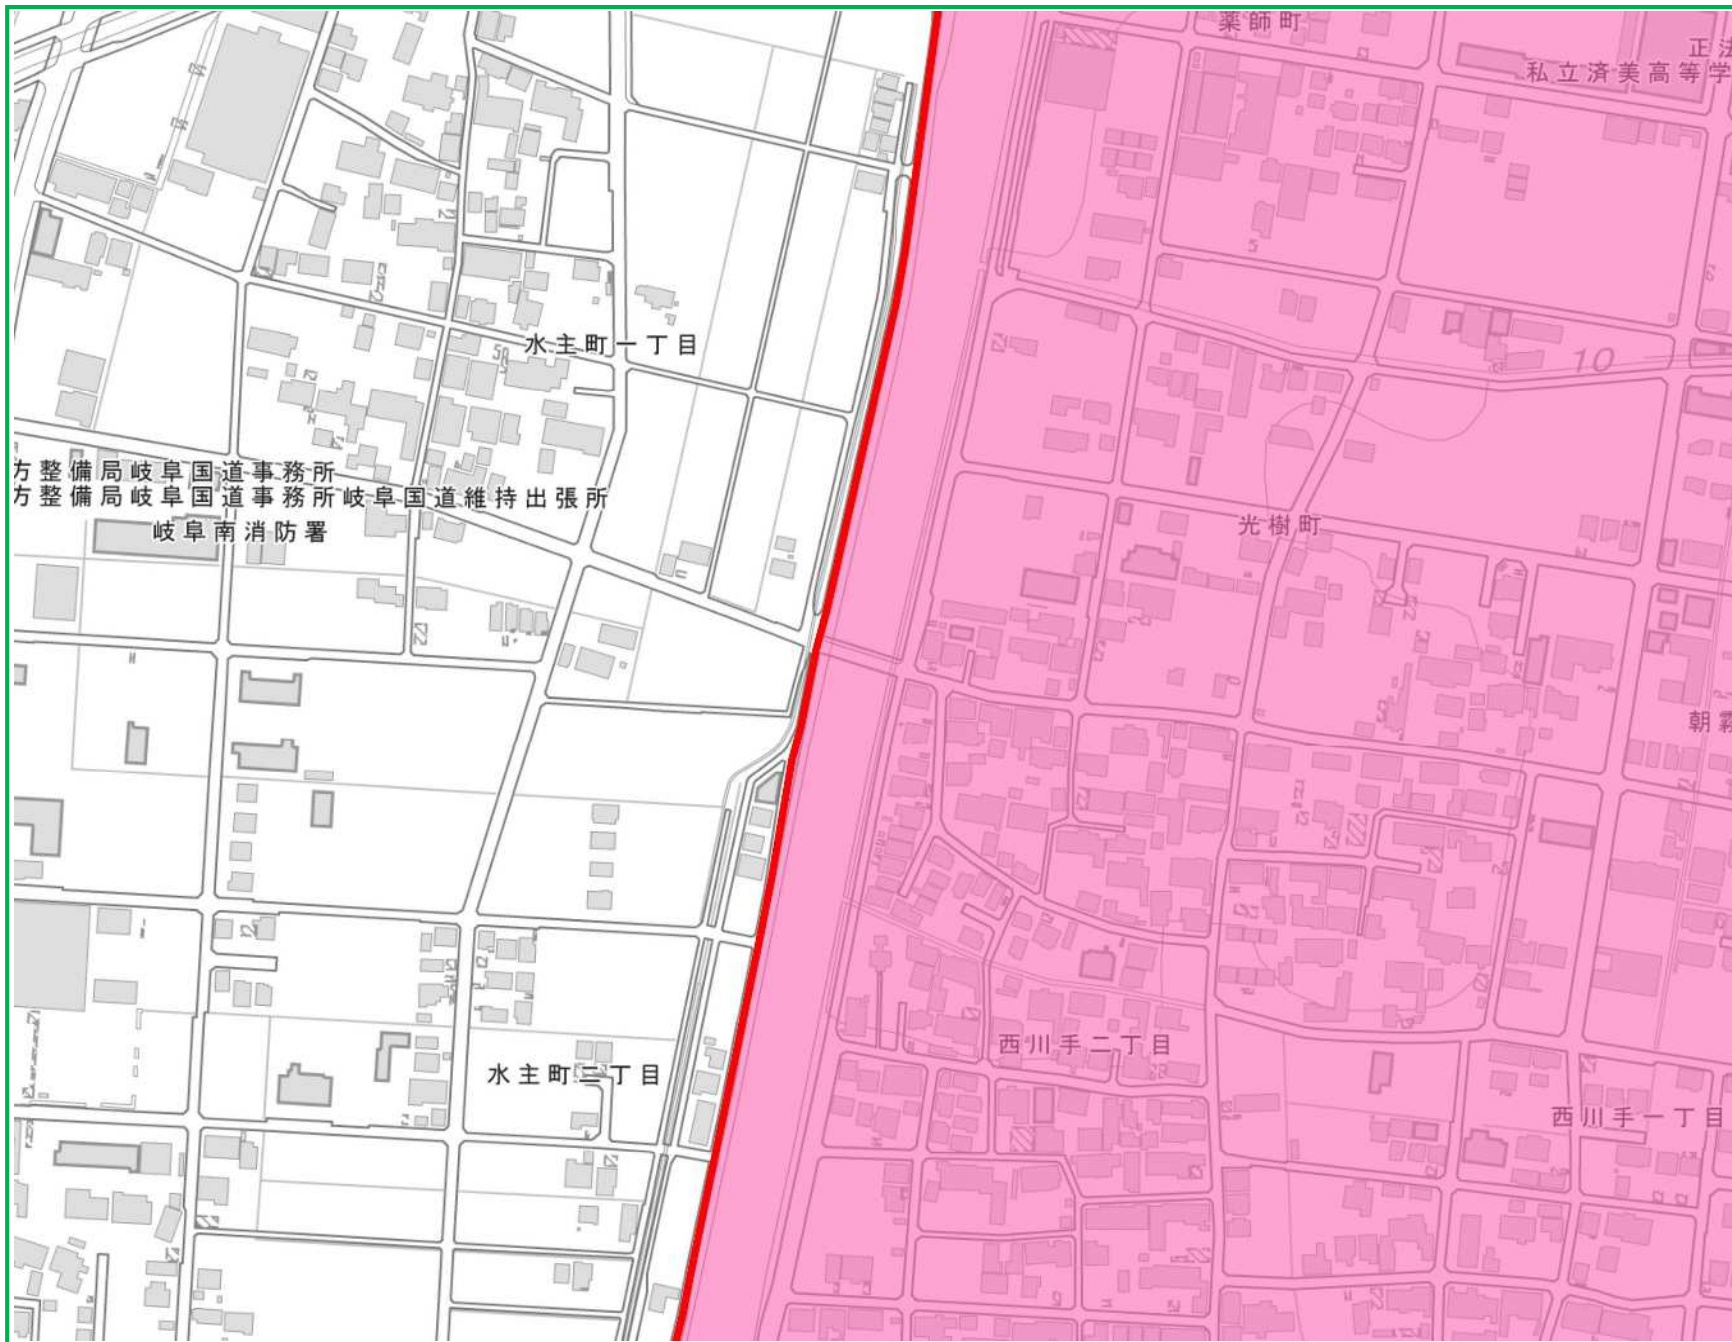 薬師町
正法
私立済美高等学
水主町一丁目
10
方整備局岐阜国道事務所
方整備局岐阜国道事務所岐阜国道維持出張所
岐阜南消防署
光樹町
朝霧
西川手二丁目
水主町二丁目
西川手一丁目